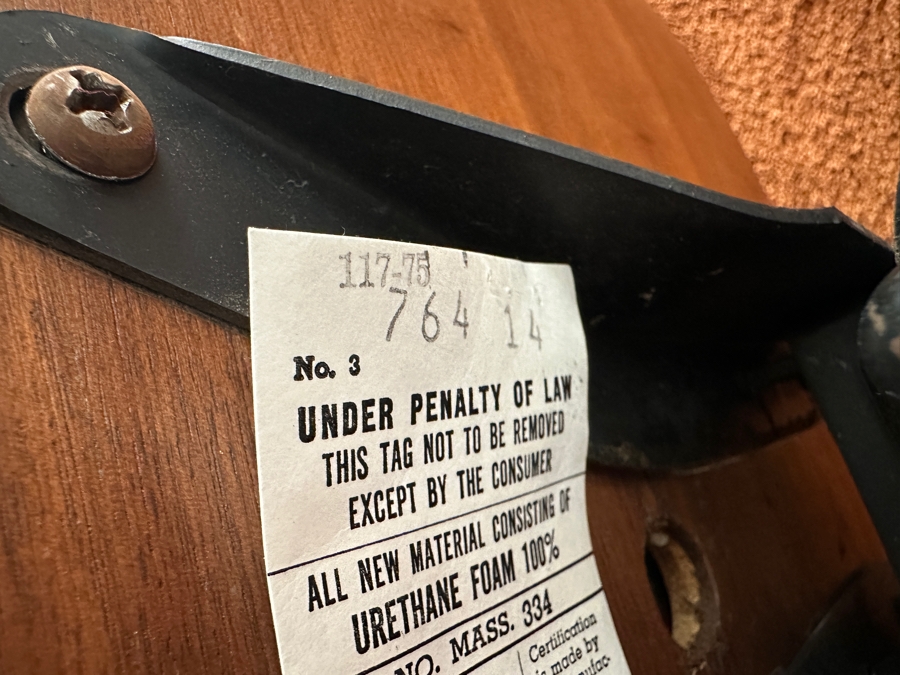 117-75
764 14
No. 3
UNDER PENALTY OF LAW
THIS TAG NOT TO BE REMOVED
EXCEPT BY THE CONSUMER
ALL NEW MATERIAL CONSISTING OF
URETHANE FOAM 100%
NO. MASS. 334
Certification
is made by